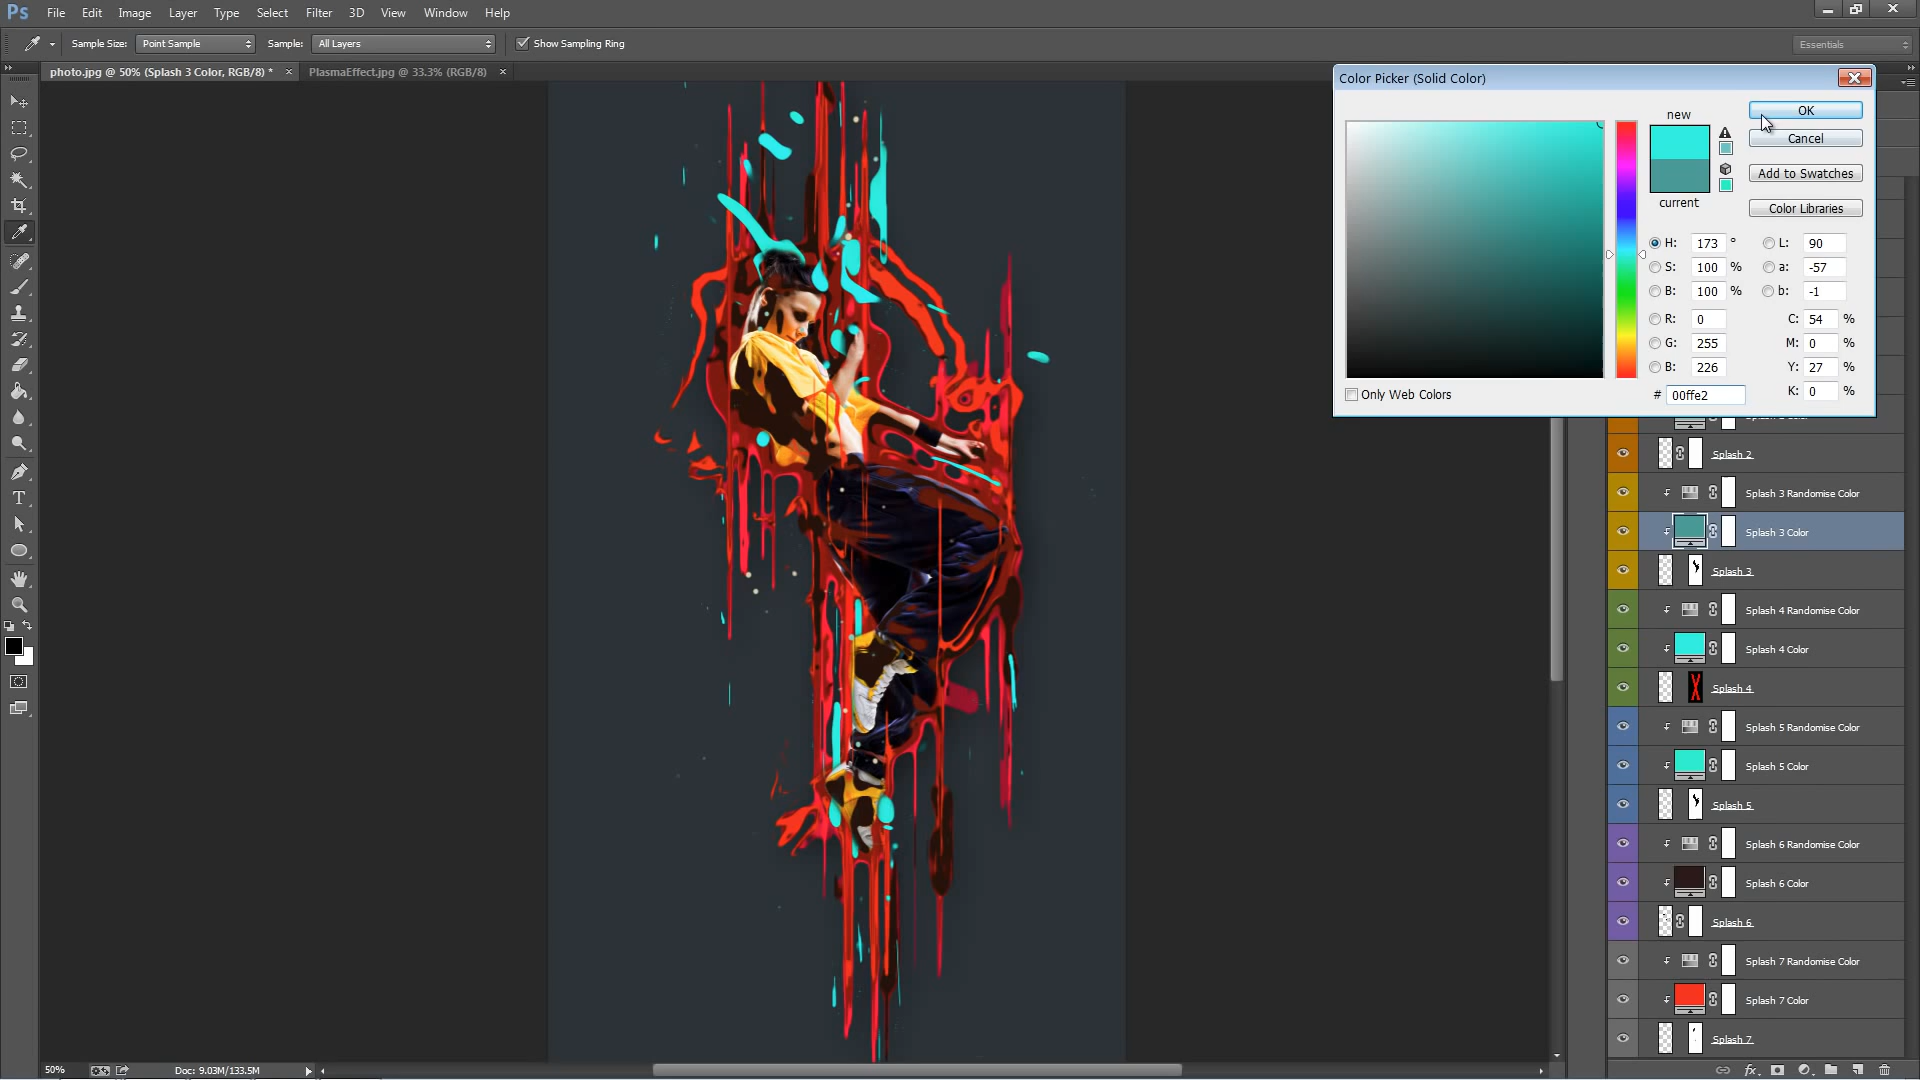 Ps File Edit Image Layer Type Select Filter 3D View Window Help
Sample Size: Point Sample Sample: All Layers Show Sampling Ring Essentials
photo.jpg @ 50% (Splash 3 Color, RGB/8) * × PlasmaEffect.jpg @ 33.3% (RGB/8) ×
Color Picker (Solid Color)
new
current
OK
Cancel
Add to Swatches
Color Libraries
H: 173 ° L: 90
S: 100 % a: -57
B: 100 % b: -1
R: 0 C: 54 %
G: 255 M: 0 %
B: 226 Y: 27 %
# 00ffe2 K: 0 %
Only Web Colors
Splash 2
Splash 3 Randomise Color
Splash 3 Color
Splash 3
Splash 4 Randomise Color
Splash 4 Color
Splash 4
Splash 5 Randomise Color
Splash 5 Color
Splash 5
Splash 6 Randomise Color
Splash 6 Color
Splash 6
Splash 7 Randomise Color
Splash 7 Color
Splash 7
T
50% Doc: 9.03M/133.5M
fx